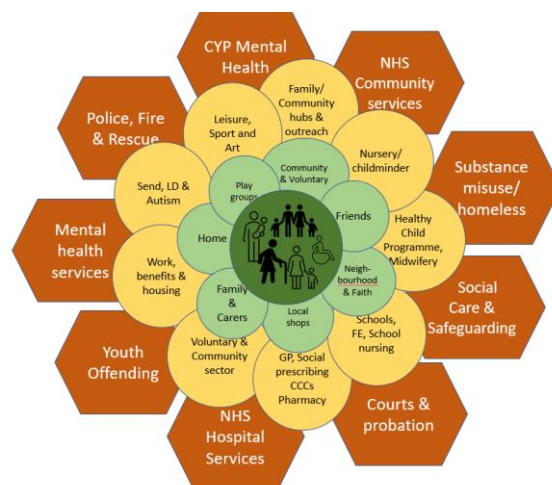 CYP Mental
Health
NHS
Community
services
Substance
misuse/
homeless
Social
Care &
Safeguarding
Courts &
probation
NHS
Hospital
Services
Youth
Offending
Mental
health
services
Police, Fire
& Rescue
Family/
Community
hubs &
outreach
Nursery/
childminder
Healthy
Child
Programme,
Midwifery
Schools,
FE, School
nursing
GP, Social
prescribing
CCCs
Pharmacy
Voluntary &
Community
sector
Work,
benefits &
housing
Send, LD &
Autism
Leisure,
Sport and
Art
Community
& Voluntary
Friends
Neigh-
bourhood
& Faith
Local
shops
Family
&
Carers
Home
Play
groups